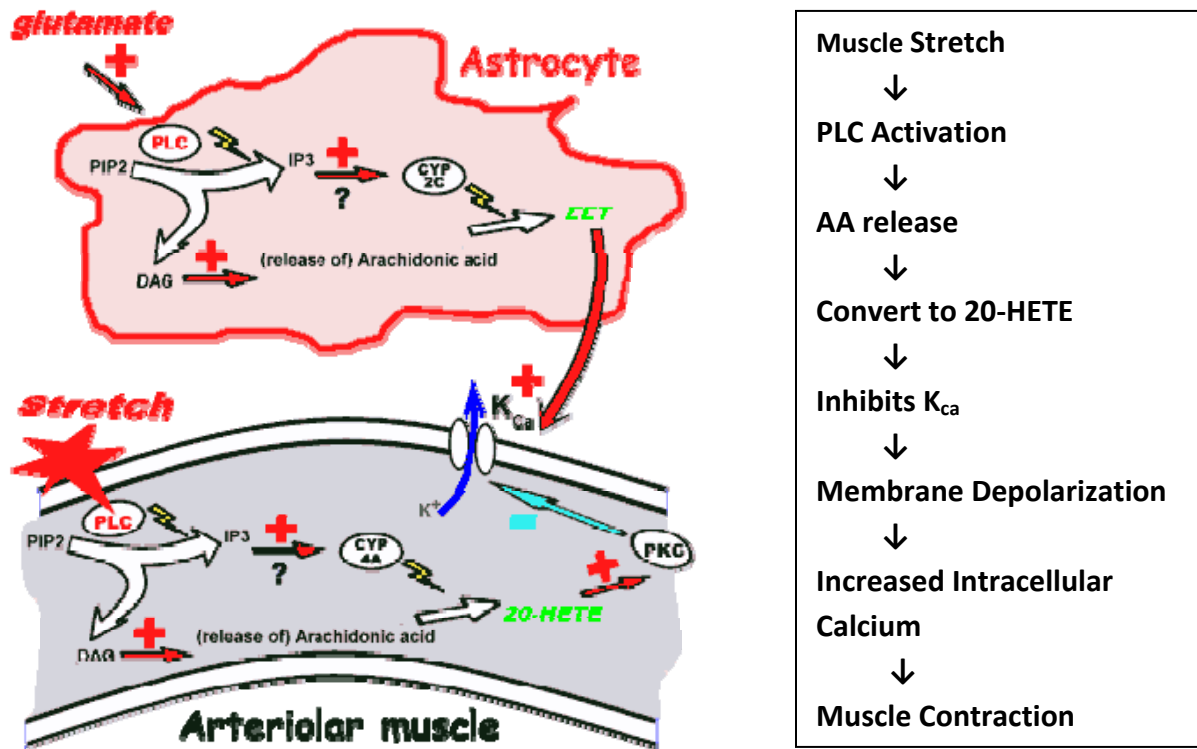 glutamate
+
Astrocyte
PLC
PIP2
IP3
+
?
CYP
2C
EET
DAG
+
(release of) Arachidonic acid
+
K
Ca
Stretch
K+
PLC
PIP2
IP3
+
?
CYP
4A
PKC
+
20-HETE
DAG
+
(release of) Arachidonic acid
Arteriolar muscle
Muscle Stretch
↓
PLC Activation
↓
AA release
↓
Convert to 20-HETE
↓
Inhibits Kca
↓
Membrane Depolarization
↓
Increased Intracellular
Calcium
↓
Muscle Contraction